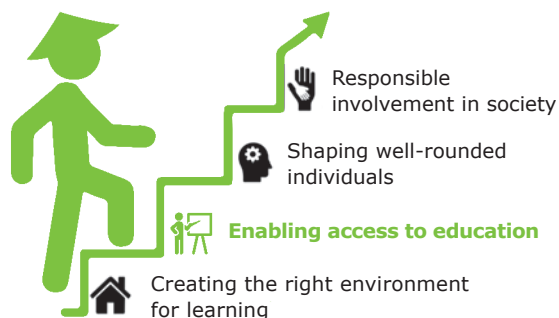 Responsible
involvement in society
Shaping well-rounded
individuals
Enabling access to education
Creating the right environment
for learning